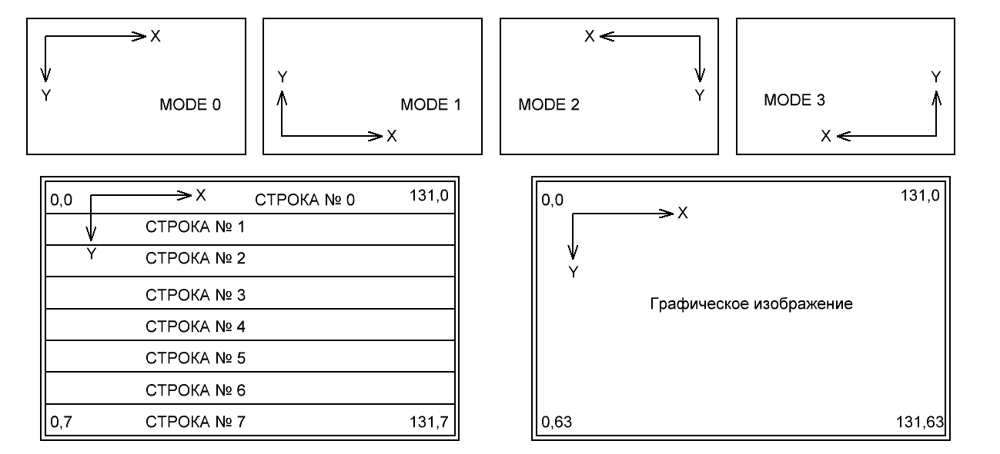 X
Y
MODE 0
Y
X
MODE 1
X
Y
MODE 2
Y
X
MODE 3
0,0
X
СТРОКА № 0
131,0
СТРОКА № 1
Y
СТРОКА № 2
СТРОКА № 3
СТРОКА № 4
СТРОКА № 5
СТРОКА № 6
0,7
СТРОКА № 7
131,7
0,0
131,0
X
Y
Графическое изображение
0,63
131,63